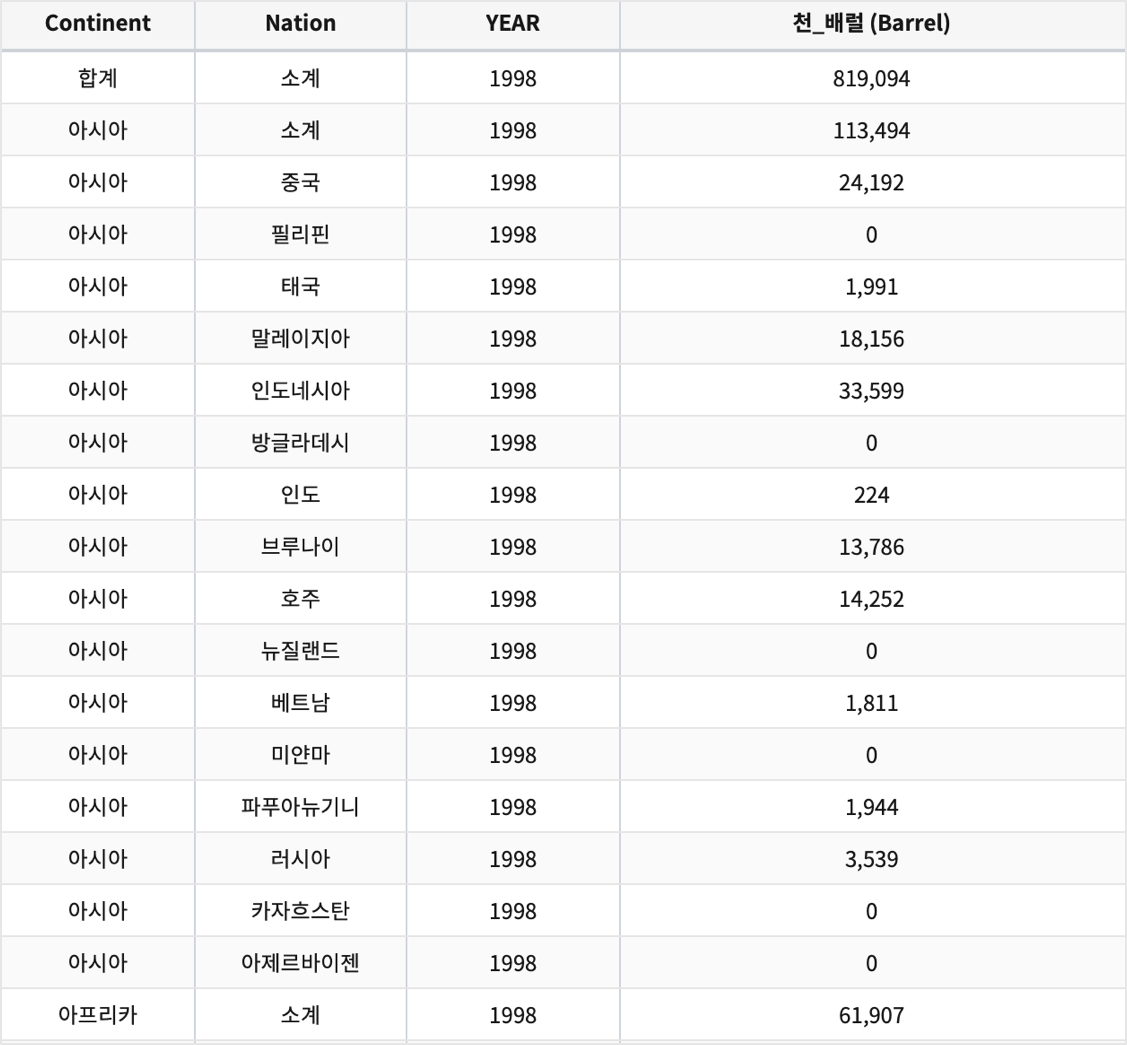 Continent Nation YEAR 천_배럴 (Barrel)
합계 소계 1998 819,094
아시아 소계 1998 113,494
아시아 중국 1998 24,192
아시아 필리핀 1998 0
아시아 태국 1998 1,991
아시아 말레이지아 1998 18,156
아시아 인도네시아 1998 33,599
아시아 방글라데시 1998 0
아시아 인도 1998 224
아시아 브루나이 1998 13,786
아시아 호주 1998 14,252
아시아 뉴질랜드 1998 0
아시아 베트남 1998 1,811
아시아 미얀마 1998 0
아시아 파푸아뉴기니 1998 1,944
아시아 러시아 1998 3,539
아시아 카자흐스탄 1998 0
아시아 아제르바이젠 1998 0
아프리카 소계 1998 61,907